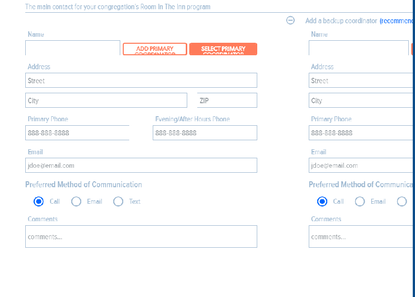 The main contact for your congregation's Room In The Inn program
Add a backup coordinator (recommen
Name
ADD PRIMARY COORDINATOR
SELECT PRIMARY COORDINATOR
Address
Street
City
ZIP
Primary Phone
Evening/After Hours Phone
888-888-8888
888-888-8888
Email
jdoe@email.com
Preferred Method of Communication
Call
Email
Text
Comments
comments...
Name
Address
Street
City
Primary Phone
888-888-8888
Email
jdoe@email.com
Preferred Method of Communica
Call
Email
Comments
comments...